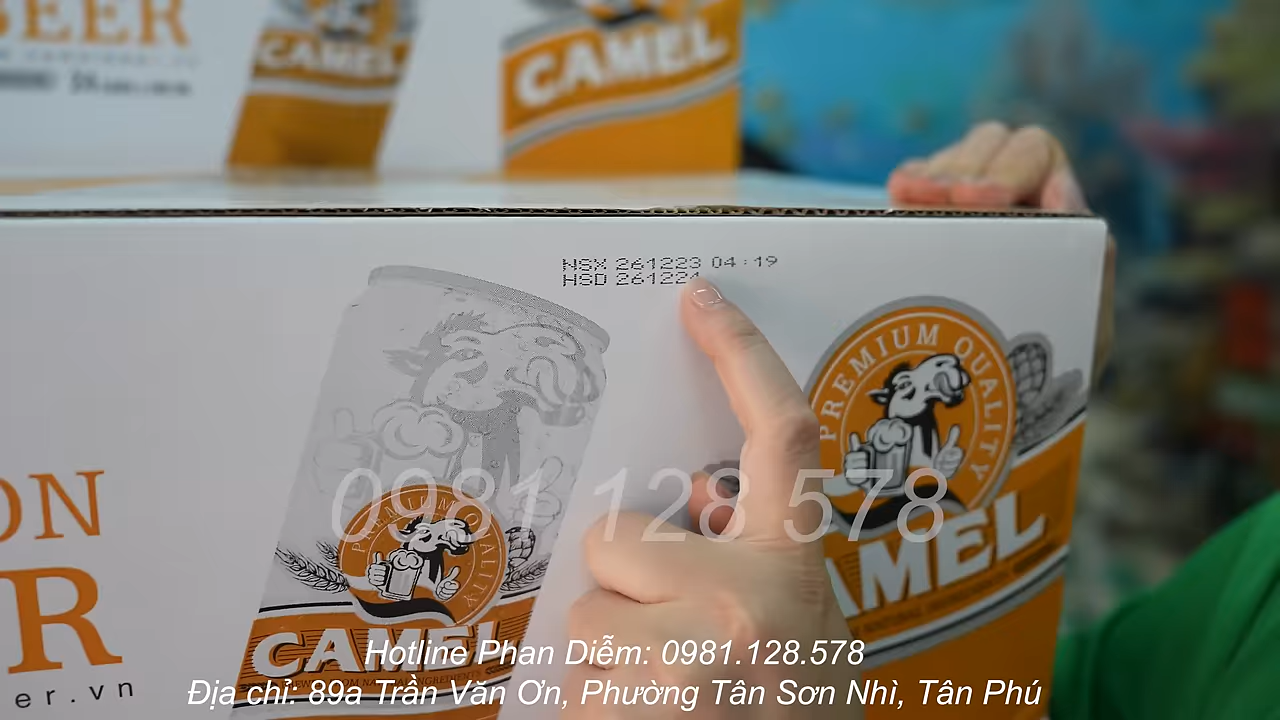 BEER
CAMEL
CAMEL
NSX 261223 04:19
HSD 261224
PREMIUM QUALITY
0981 128 578
ON
R
PREMIUM QUALITY
CAMEL
AMEL
CAMEL
er.vn
Hotline Phan Diễm: 0981.128.578
Địa chỉ: 89a Trần Văn Ơn, Phường Tân Sơn Nhì, Tân Phú